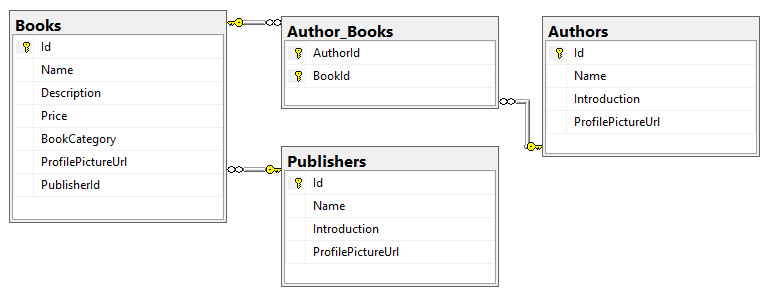 Books
Id
Name
Description
Price
BookCategory
ProfilePictureUrl
PublisherId
Author_Books
AuthorId
BookId
Authors
Id
Name
Introduction
ProfilePictureUrl
Publishers
Id
Name
Introduction
ProfilePictureUrl